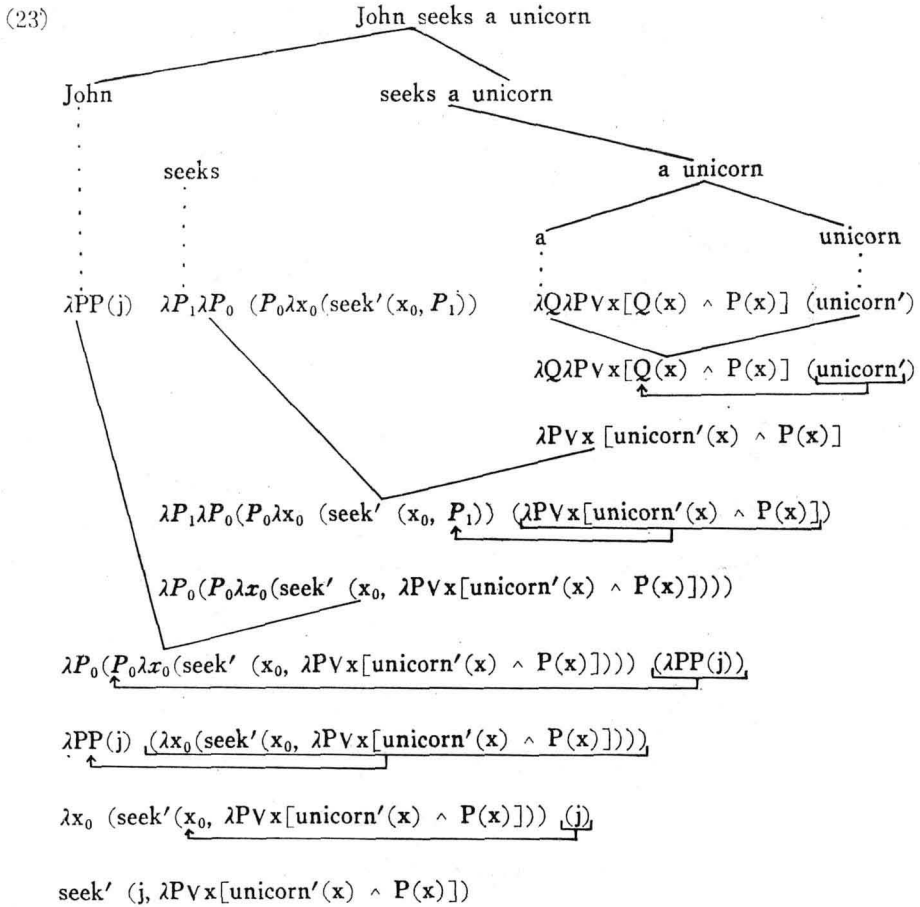 (23) John seeks a unicorn
John seeks a unicorn
seeks a unicorn
a unicorn
λPP(j) λP₁λP₀ (P₀λx₀(seek′(x₀, P₁)) λQλP∨x[Q(x) ∧ P(x)] (unicorn′)
λQλP∨x[Q(x) ∧ P(x)] (unicorn′)
λP∨x [unicorn′(x) ∧ P(x)]
λP₁λP₀(P₀λx₀ (seek′ (x₀, P₁)) (λP∨x[unicorn′(x) ∧ P(x)])
λP₀(P₀λx₀(seek′ (x₀, λP∨x[unicorn′(x) ∧ P(x)])))
λP₀(P₀λx₀(seek′ (x₀, λP∨x[unicorn′(x) ∧ P(x)]))) (λPP(j))
λPP(j) (λx₀(seek′(x₀, λP∨x[unicorn′(x) ∧ P(x)])))
λx₀ (seek′(x₀, λP∨x[unicorn′(x) ∧ P(x)])) (j)
seek′ (j, λP∨x[unicorn′(x) ∧ P(x)])